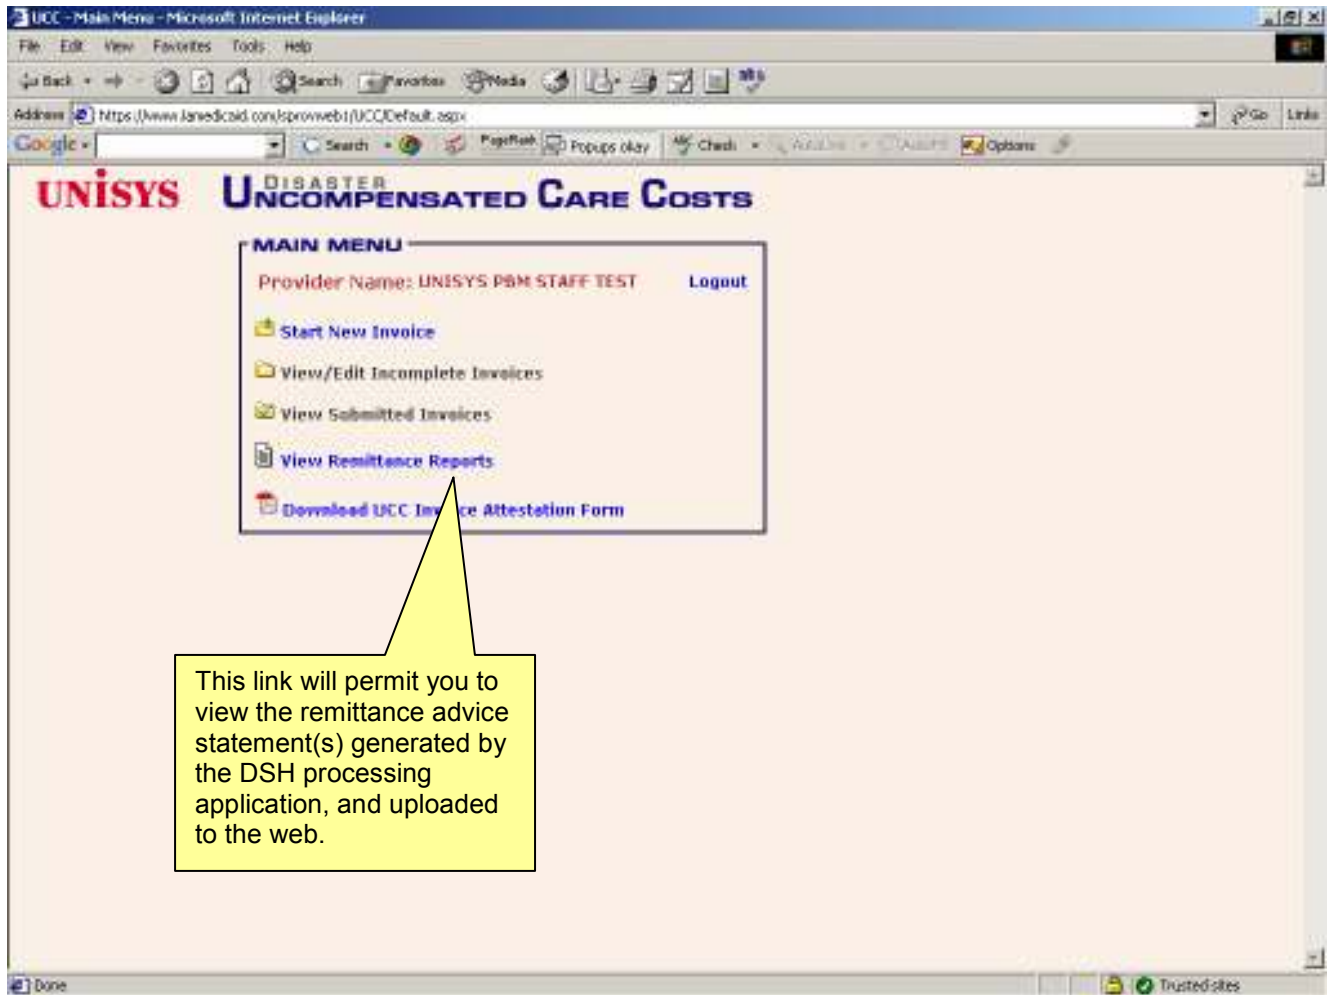 UCC - Main Menu - Microsoft Internet Explorer
File Edit View Favorites Tools Help
Back Search Favorites Media
Address https://www.lamedicaid.com/sprovweb1/UCC/Default.aspx Go Links
Google Search PageRank Popups okay Check AutoLink AutoFill Options
UNISYS DISASTER
UNCOMPENSATED CARE COSTS
MAIN MENU
Provider Name: UNISYS PBM STAFF TEST Logout
Start New Invoice
View/Edit Incomplete Invoices
View Submitted Invoices
View Remittance Reports
Download UCC Invoice Attestation Form
This link will permit you to
view the remittance advice
statement(s) generated by
the DSH processing
application, and uploaded
to the web.
Done Trusted sites